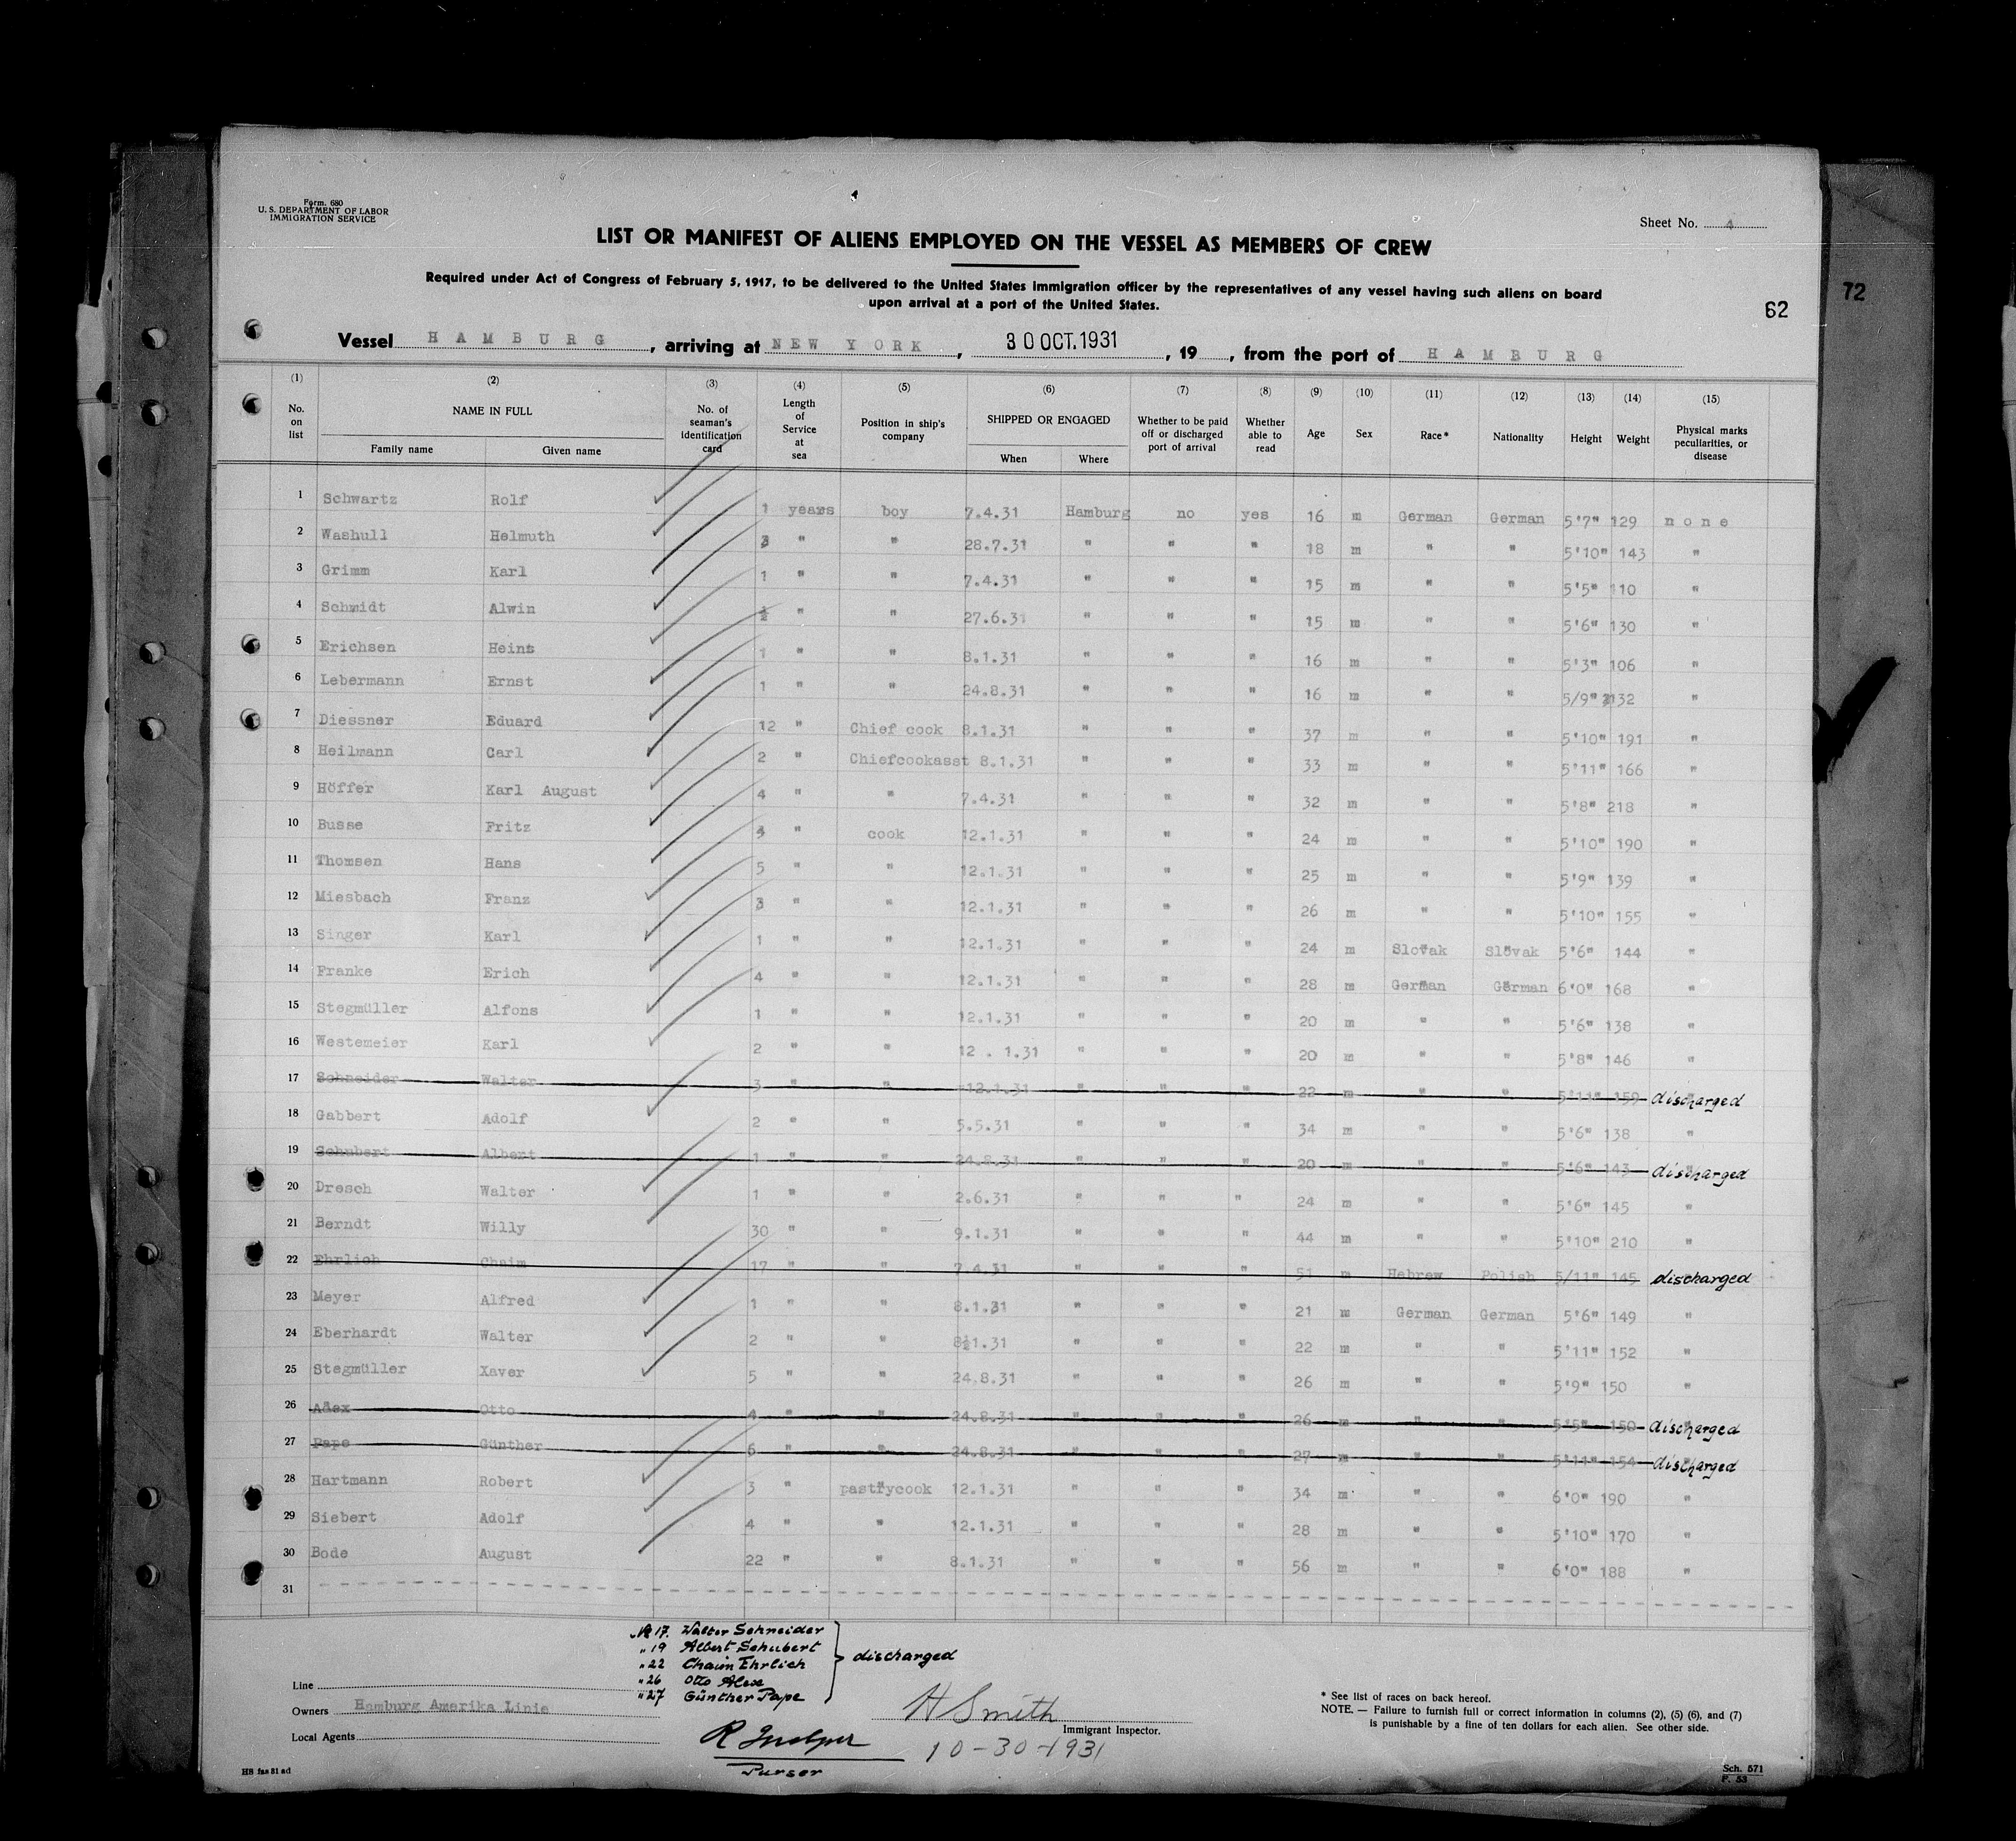 Form. 680
U. S. DEPARTMENT OF LABOR
IMMIGRATION SERVICE
Sheet No. 4
LIST OR MANIFEST OF ALIENS EMPLOYED ON THE VESSEL AS MEMBERS OF CREW
Required under Act of Congress of February 5, 1917, to be delivered to the United States immigration officer by the representatives of any vessel having such aliens on board
upon arrival at a port of the United States.
62
72
Vessel HAMBURG, arriving at NEW YORK, 30 OCT. 1931, 19 , from the port of HAMBURG
(1) (2) (3) (4) (5) (6) (7) (8) (9) (10) (11) (12) (13) (14) (15)
No. on list NAME IN FULL Family name Given name No. of seaman's identification card Length of Service at sea Position in ship's company SHIPPED OR ENGAGED When Where Whether to be paid off or discharged port of arrival Whether able to read Age Sex Race* Nationality Height Weight Physical marks peculiarities, or disease
1 Schwartz Rolf 1 years boy 7.4.31 Hamburg no yes 16 m German German 5'7" 129 none
2 Washull Helmuth 3 " " 28.7.31 " " " 18 m " " 5'10" 143 "
3 Grimm Karl 1 " " 7.4.31 " " " 15 m " " 5'5" 110 "
4 Schmidt Alwin ½ " " 27.6.31 " " " 15 m " " 5'6" 130 "
5 Erichsen Heinz 1 " " 8.1.31 " " " 16 m " " 5'3" 106 "
6 Lebermann Ernst 1 " " 24.8.31 " " " 16 m " " 5/9" 132 "
7 Diessner Eduard 12 " Chief cook 8.1.31 " " " 37 m " " 5'10" 191 "
8 Heilmann Carl 2 " Chiefcookasst 8.1.31 " " " 33 m " " 5'11" 166 "
9 Höffer Karl August 4 " " 7.4.31 " " " 32 m " " 5'8" 218 "
10 Busse Fritz " cook 12.1.31 " " " 24 m " " 5'10" 190 "
11 Thomsen Hans 5 " " 12.1.31 " " " 25 m " " 5'9" 139 "
12 Miesbach Franz 3 " " 12.1.31 " " " 26 m " " 5'10" 155 "
13 Singer Karl 1 " " 12.1.31 " " " 24 m Slovak Slovak 5'6" 144 "
14 Franke Erich 4 " " 12.1.31 " " " 28 m German German 6'0" 168 "
15 Stegmüller Alfons 1 " " 12.1.31 " " " 20 m " " 5'6" 138 "
16 Westemeier Karl 2 " " 12 . 1.31 " " " 20 m " " 5'8" 146 "
17 Schneider Walter 3 " " 12.1.31 " " " 22 m " " 5'11" 159 " discharged
18 Gabbert Adolf 2 " " 5.5.31 " " " 34 m " " 5'6" 138 "
19 Schubert Albert 1 " " 24.8.31 " " " 20 m " " 5'6" 143 " discharged
20 Dresch Walter 1 " " 2.6.31 " " " 24 m " " 5'6" 145 "
21 Berndt Willy 30 " " 9.1.31 " " " 44 m " " 5'10" 210 "
22 Ehrlich Chaim 17 " " 7.4.31 " " " 51 m Hebrew Polish 5/11" 145 discharged
23 Meyer Alfred 1 " " 8.1.31 " " " 21 m German German 5'6" 149 "
24 Eberhardt Walter 2 " " 8.1.31 " " " 22 m " " 5'11" 152 "
25 Stegmüller Xaver 5 " " 24.8.31 " " " 26 m " " 5'9" 150 "
26 Alex Otto 4 " " 24.8.31 " " " 26 m " " 5'5" 150 " discharged
27 Pape Günther 6 " " 24.8.31 " " " 27 m " " 5'11" 154 " discharged
28 Hartmann Robert 3 " pastrycook 12.1.31 " " " 34 m " " 6'0" 190 "
29 Siebert Adolf 4 " " 12.1.31 " " " 28 m " " 5'10" 170 "
30 Bode August 22 " " 8.1.31 " " " 56 m " " 6'0" 188 "
31
№ 17. Walter Schneider
" 19 Albert Schubert
" 22 Chaim Ehrlich
" 26 Otto Alex
" 27 Günther Pape
discharged
Line
Owners Hamburg Amerika Linie
Local Agents
Purser
H Smith
Immigrant Inspector.
10-30-1931
* See list of races on back hereof.
NOTE. — Failure to furnish full or correct information in columns (2), (5) (6), and (7)
is punishable by a fine of ten dollars for each alien. See other side.
Sch. 571
F. 53